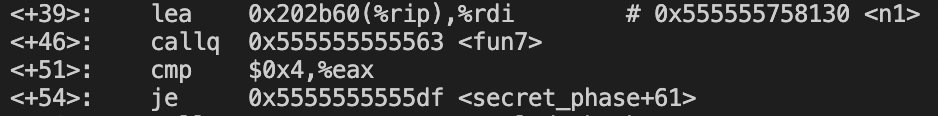 <+39>: lea 0x202b60(%rip),%rdi # 0x555555758130 <n1>
<+46>: callq 0x555555555563 <fun7>
<+51>: cmp $0x4,%eax
<+54>: je 0x5555555555df <secret_phase+61>